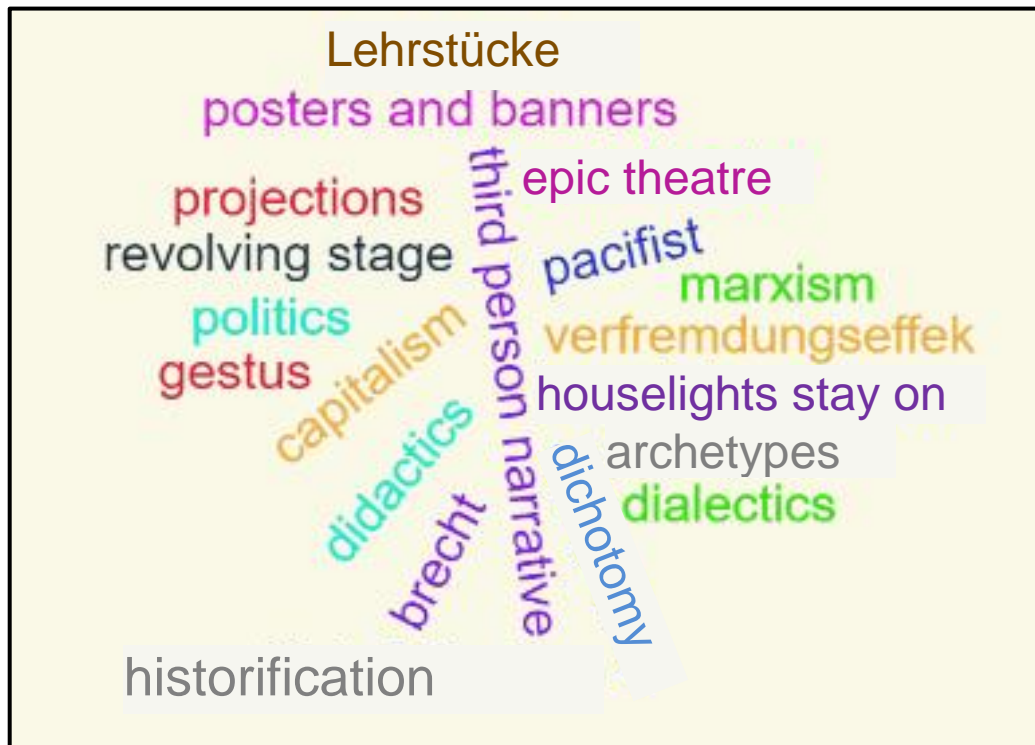 Lehrstücke
posters and banners
third person narrative
epic theatre
projections
revolving stage
pacifist
marxism
politics
capitalism
verfremdungseffek
gestus
houselights stay on
didactics
archetypes
dichotomy
dialectics
brecht
historification